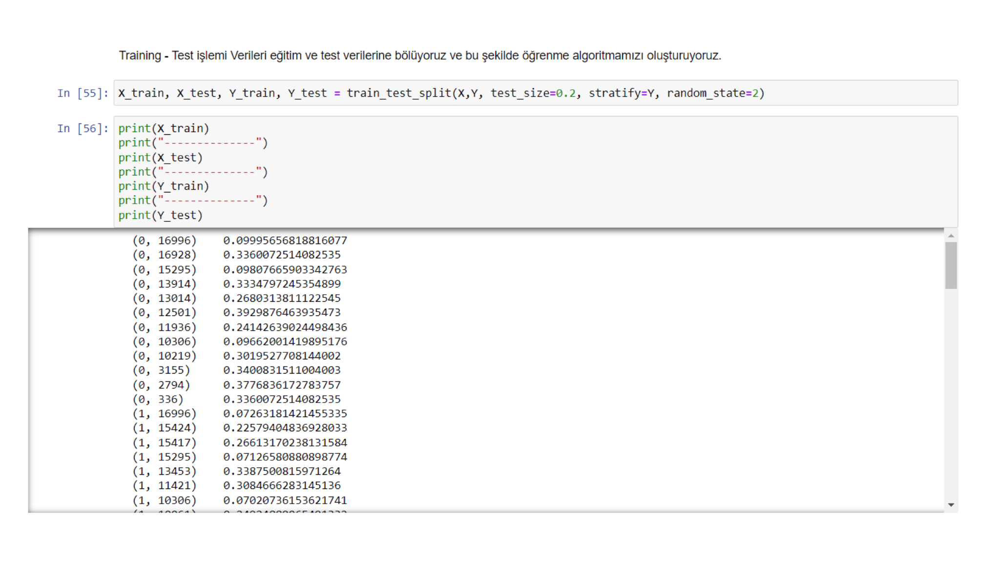 Training - Test işlemi Verileri eğitim ve test verilerine bölüyoruz ve bu şekilde öğrenme algoritmamızı oluşturuyoruz.
In [55]: X_train, X_test, Y_train, Y_test = train_test_split(X,Y, test_size=0.2, stratify=Y, random_state=2)
In [56]: print(X_train)
print("--------------")
print(X_test)
print("--------------")
print(Y_train)
print("--------------")
print(Y_test)
(0, 16996) 0.09995656818816077
(0, 16928) 0.3360072514082535
(0, 15295) 0.09807665903342763
(0, 13914) 0.3334797245354899
(0, 13014) 0.2680313811122545
(0, 12501) 0.3929876463935473
(0, 11936) 0.24142639024498436
(0, 10306) 0.09662001419895176
(0, 10219) 0.3019527708144002
(0, 3155) 0.3400831511004003
(0, 2794) 0.3776836172783757
(0, 336) 0.3360072514082535
(1, 16996) 0.07263181421455335
(1, 15424) 0.22579404836928033
(1, 15417) 0.26613170238131584
(1, 15295) 0.07126580880898774
(1, 13453) 0.3387500815971264
(1, 11421) 0.3084666283145136
(1, 10306) 0.07020736153621741